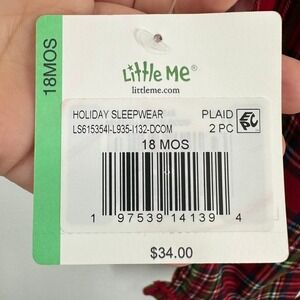 18MOS
Little Me®
littleme.com
HOLIDAY SLEEPWEAR PLAID
LS615354I-L935-I132-DCOM 2 PC
18 MOS
1 97539 14139 4
$34.00